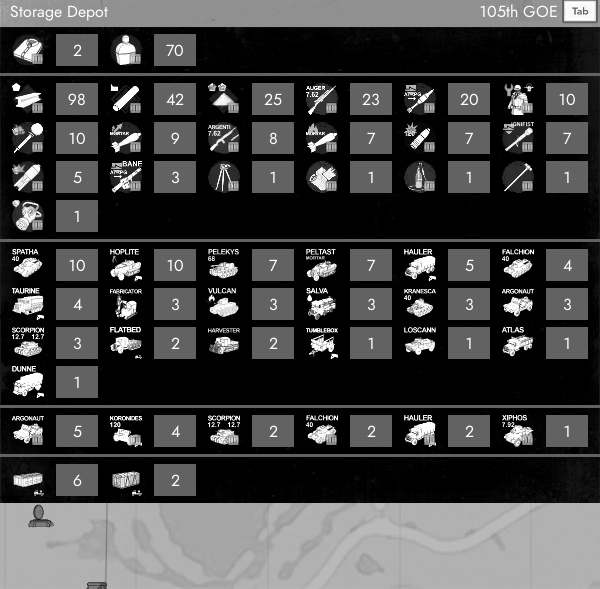 Storage Depot 105th GOE Tab
2 70
AUGER
7.62
98 42 25 23 20 10
MORTAR ARGENTI
7.62 MORTAR 120
10 9 8 7 7 7
BANE
5 3 1 1 1 1
1
SPATHA HOPLITE PELEKYS PELTAST HAULER FALCHION
40 68 MORTAR 40
10 10 7 7 5 4
TAURINE FABRICATOR VULCAN SALVA KRANESCA ARGONAUT
40
4 3 3 3 3 3
SCORPION FLATBED HARVESTER TUMBLEBOX LOSCANN ATLAS
12.7 12.7
3 2 2 1 1 1
DUNNE
1
ARGONAUT KORONIDES SCORPION FALCHION HAULER XIPHOS
120 12.7 12.7 40 7.92
5 4 2 2 2 1
6 2